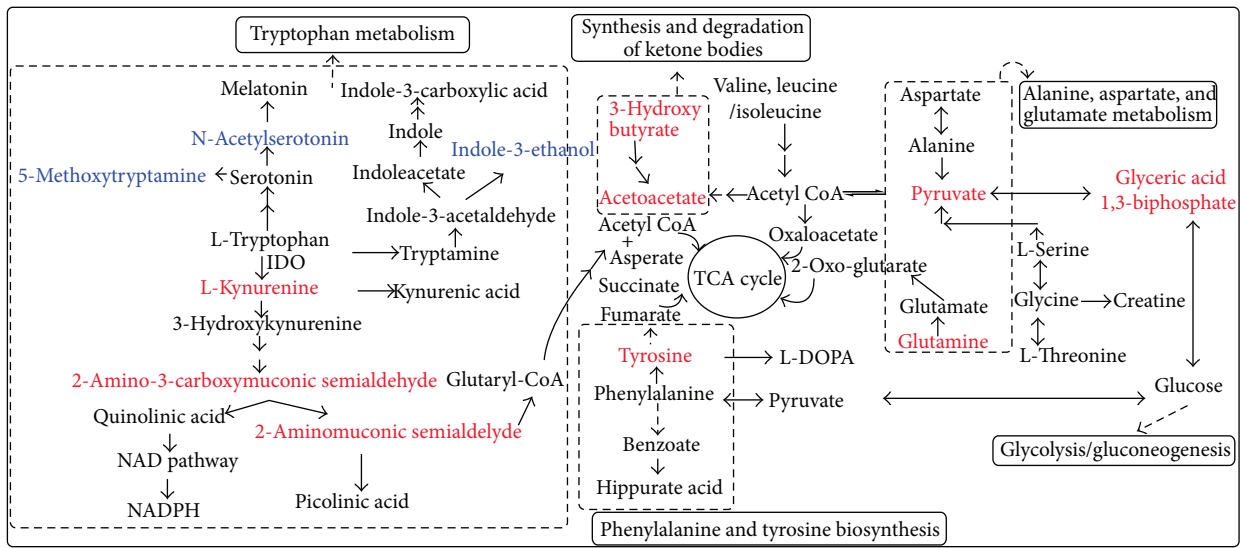 Tryptophan metabolism
Melatonin
Indole-3-carboxylic acid
N-Acetylserotonin
Indole
Indole-3-ethanol
5-Methoxytryptamine
Serotonin
Indoleacetate
Indole-3-acetaldehyde
L-Tryptophan
IDO
Tryptamine
L-Kynurenine
Kynurenic acid
3-Hydroxykynurenine
2-Amino-3-carboxymuconic semialdehyde
Quinolinic acid
2-Aminomuconic semialdelyde
NAD pathway
Picolinic acid
NADPH
Glutaryl-CoA
Synthesis and degradation
of ketone bodies
3-Hydroxy
butyrate
Acetoacetate
Valine, leucine
/isoleucine
Acetyl CoA
Acetyl CoA
+
Asperate
Succinate
Fumarate
TCA cycle
Oxaloacetate
2-Oxo-glutarate
Tyrosine
L-DOPA
Phenylalanine
Pyruvate
Benzoate
Hippurate acid
Phenylalanine and tyrosine biosynthesis
Aspartate
Alanine
Pyruvate
Glutamate
Glutamine
Alanine, aspartate, and
glutamate metabolism
Glyceric acid
1,3-biphosphate
L-Serine
Glycine
Creatine
L-Threonine
Glucose
Glycolysis/gluconeogenesis